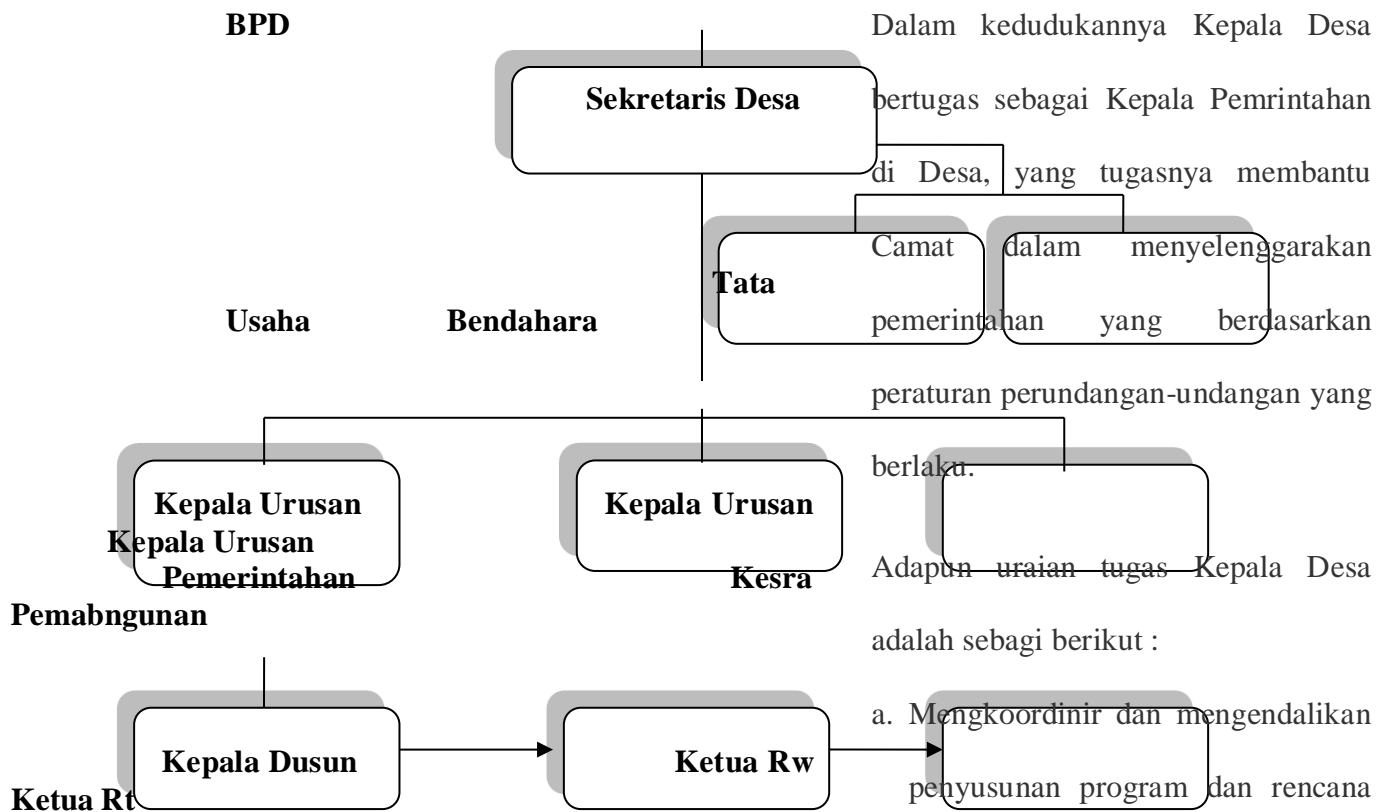 BPD
Sekretaris Desa
Tata
Usaha Bendahara
Kepala Urusan Kepala Urusan
Kepala Urusan
Pemerintahan Kesra
Pemabngunan
Kepala Dusun Ketua Rw
Ketua Rt
Dalam kedudukannya Kepala Desa
bertugas sebagai Kepala Pemrintahan
di Desa, yang tugasnya membantu
Camat dalam menyelenggarakan
pemerintahan yang berdasarkan
peraturan perundangan-undangan yang
berlaku.
Adapun uraian tugas Kepala Desa
adalah sebagi berikut :
a. Mengkoordinir dan mengendalikan
penyusunan program dan rencana